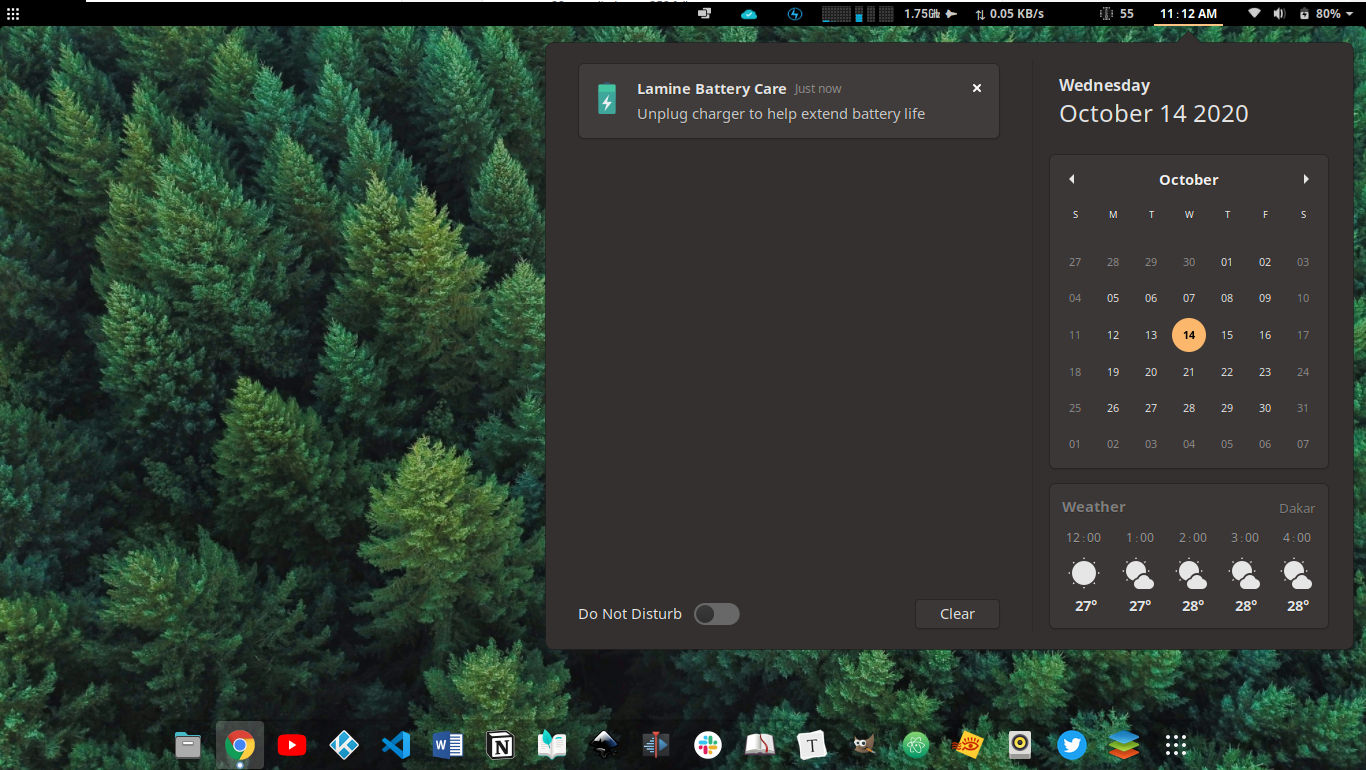 1.75GHz
0.05 KB/s
55
11 : 12 AM
80%
Lamine Battery Care Just now
Unplug charger to help extend battery life
Do Not Disturb
Clear
Wednesday
October 14 2020
October
S M T W T F S
27 28 29 30 01 02 03
04 05 06 07 08 09 10
11 12 13 14 15 16 17
18 19 20 21 22 23 24
25 26 27 28 29 30 31
01 02 03 04 05 06 07
Weather Dakar
12:00 1:00 2:00 3:00 4:00
27° 27° 28° 28° 28°
W N T